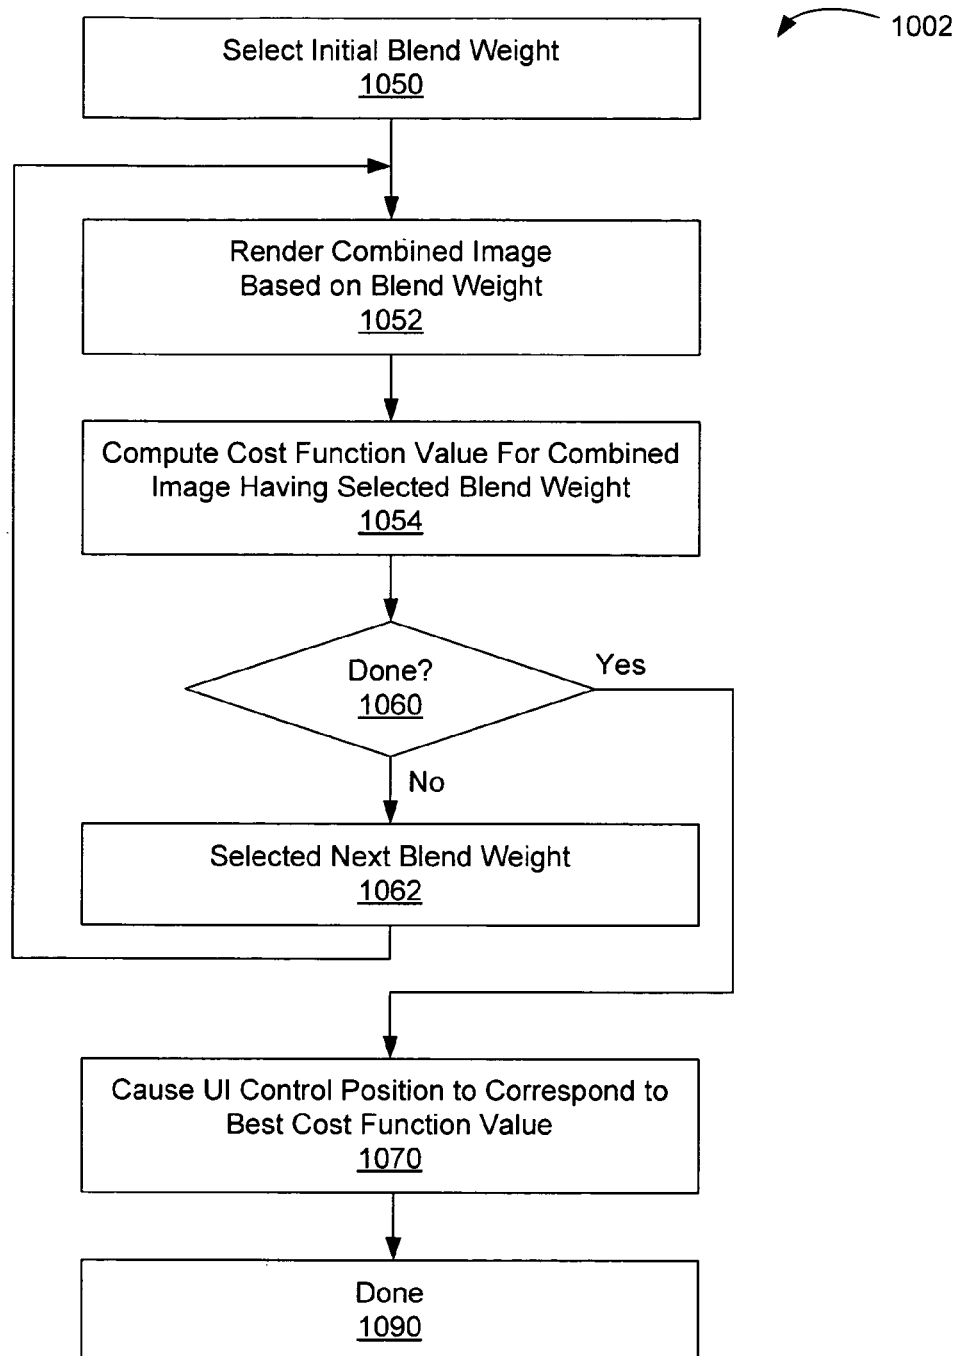 1002
Select Initial Blend Weight
1050
Render Combined Image
Based on Blend Weight
1052
Compute Cost Function Value For Combined
Image Having Selected Blend Weight
1054
Done?
1060
Yes
No
Selected Next Blend Weight
1062
Cause UI Control Position to Correspond to
Best Cost Function Value
1070
Done
1090